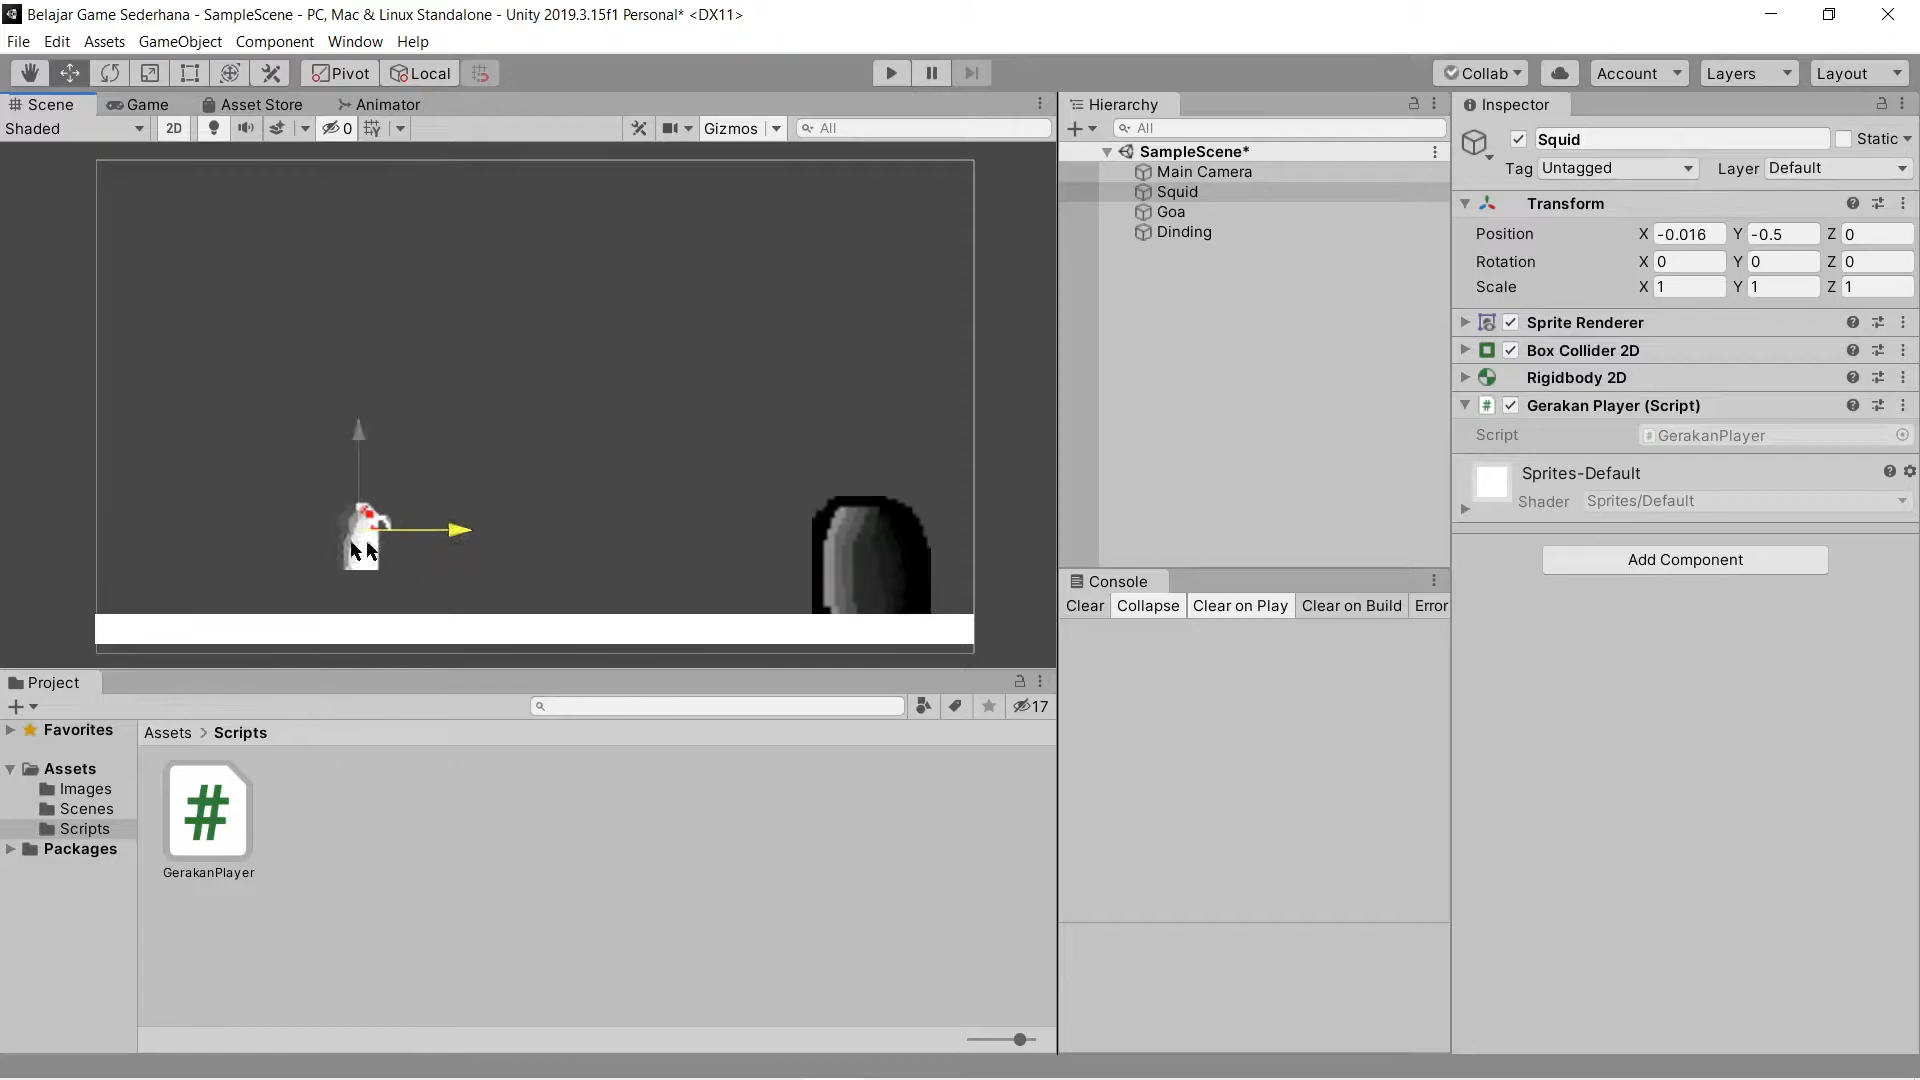 Belajar Game Sederhana - SampleScene - PC, Mac & Linux Standalone - Unity 2019.3.15f1 Personal* <DX11>
File Edit Assets GameObject Component Window Help
Pivot Local Collab Account Layers Layout
Scene Game Asset Store Animator
Shaded 2D 0 Gizmos All
Hierarchy
All
SampleScene*
Main Camera
Squid
Goa
Dinding
Inspector
Squid Static
Tag Untagged Layer Default
Transform
Position X -0.016 Y -0.5 Z 0
Rotation X 0 Y 0 Z 0
Scale X 1 Y 1 Z 1
Sprite Renderer
Box Collider 2D
Rigidbody 2D
# Gerakan Player (Script)
Script # GerakanPlayer
Sprites-Default
Shader Sprites/Default
Add Component
Console
Clear Collapse Clear on Play Clear on Build Error
Project
17
Favorites
Assets
Images
Scenes
Scripts
Packages
Assets > Scripts
#
GerakanPlayer